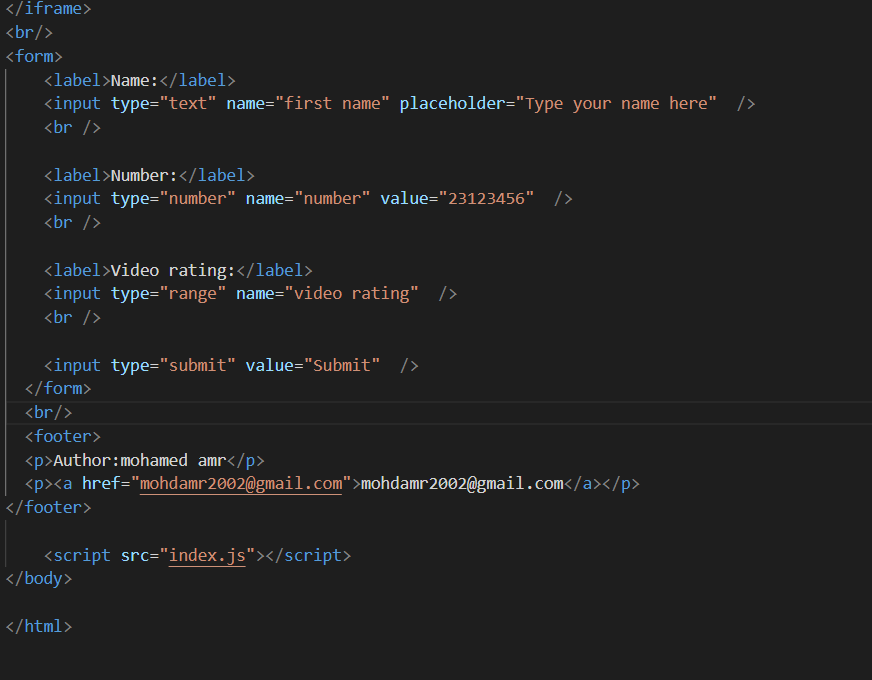 </iframe>
<br/>
<form>
<label>Name:</label>
<input type="text" name="first name" placeholder="Type your name here"  />
<br />
<label>Number:</label>
<input type="number" name="number" value="23123456"  />
<br />
<label>Video rating:</label>
<input type="range" name="video rating"  />
<br />
<input type="submit" value="Submit"  />
</form>
<br/>
<footer>
<p>Author:mohamed amr</p>
<p><a href="mohdamr2002@gmail.com">mohdamr2002@gmail.com</a></p>
</footer>
<script src="index.js"></script>
</body>
</html>